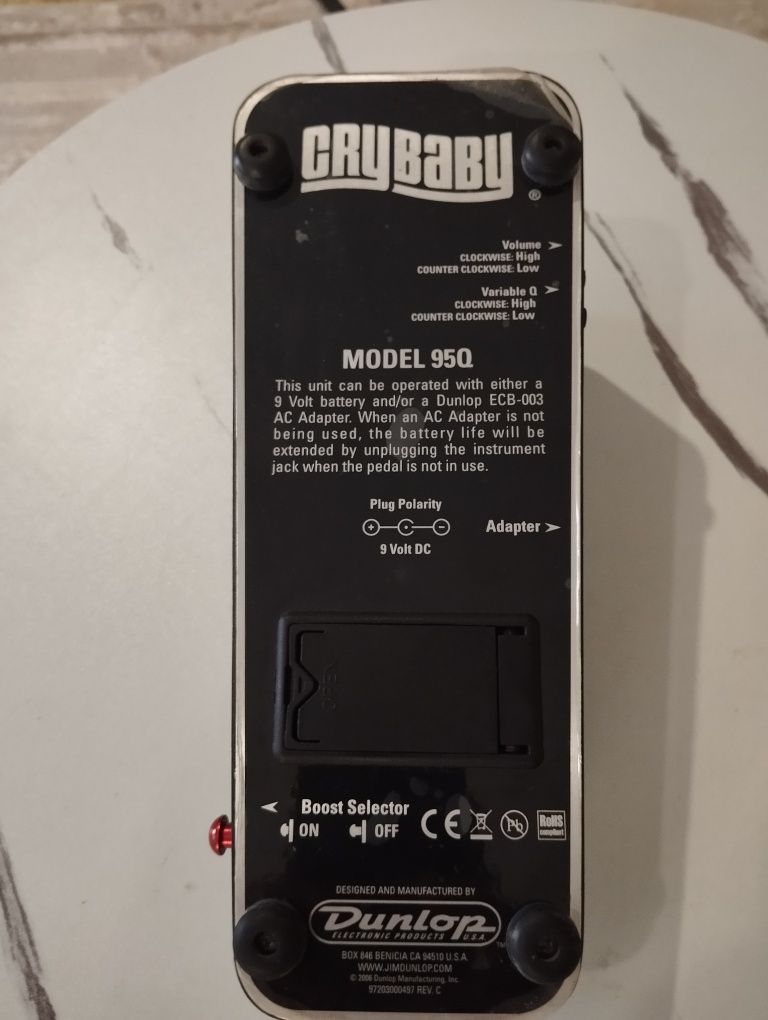 CRYBABY ®
Volume ➤
CLOCKWISE: High
COUNTER CLOCKWISE: Low
Variable Q ➤
CLOCKWISE: High
COUNTER CLOCKWISE: Low
MODEL 95Q
This unit can be operated with either a
9 Volt battery and/or a Dunlop ECB-003
AC Adapter. When an AC Adapter is not
being used, the battery life will be
extended by unplugging the instrument
jack when the pedal is not in use.
Plug Polarity
Adapter ➤
9 Volt DC
OPEN
Boost Selector
ON OFF CE Pb RoHS
compliant
DESIGNED AND MANUFACTURED BY
Dunlop
ELECTRONIC PRODUCTS U.S.A. ™
BOX 846 BENICIA CA 94510 U.S.A.
WWW.JIMDUNLOP.COM
© 2006 Dunlop Manufacturing, Inc.
97203000497 REV. C